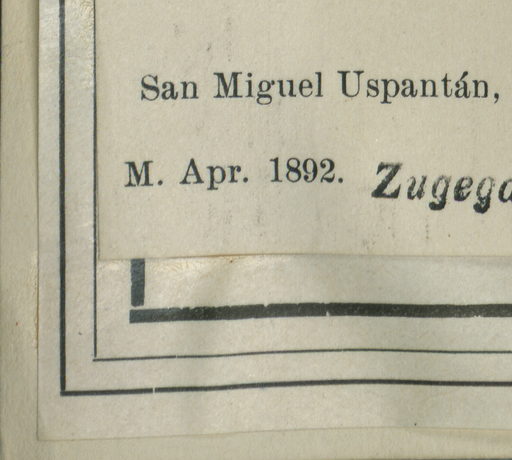 San Miguel Uspantán,
M. Apr. 1892.